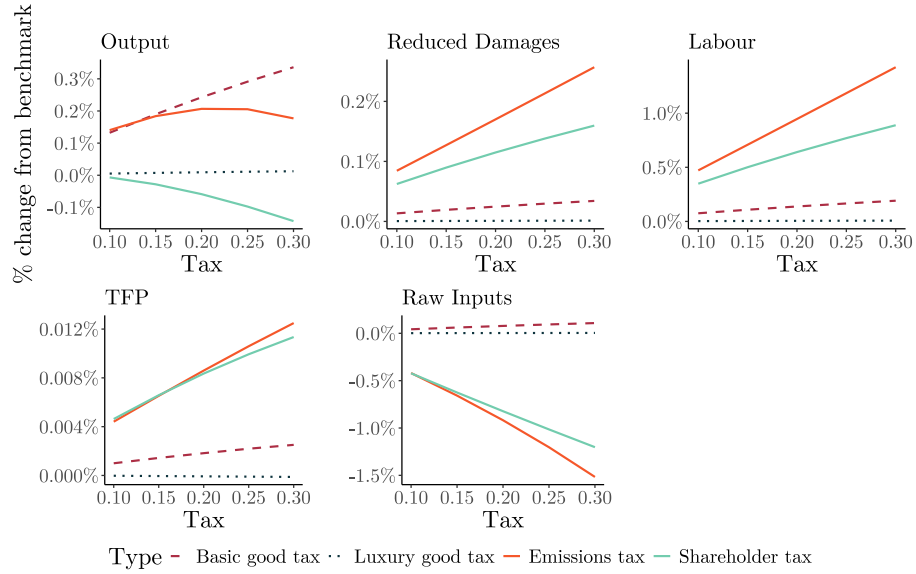 % change from benchmark
Output
0.3%
0.2%
0.1%
0.0%
-0.1%
0.10 0.15 0.20 0.25 0.30
Tax
Reduced Damages
0.2%
0.1%
0.0%
0.10 0.15 0.20 0.25 0.30
Tax
Labour
1.0%
0.5%
0.0%
0.10 0.15 0.20 0.25 0.30
Tax
TFP
0.012%
0.008%
0.004%
0.000%
0.10 0.15 0.20 0.25 0.30
Tax
Raw Inputs
0.0%
-0.5%
-1.0%
-1.5%
0.10 0.15 0.20 0.25 0.30
Tax
Type Basic good tax Luxury good tax Emissions tax Shareholder tax